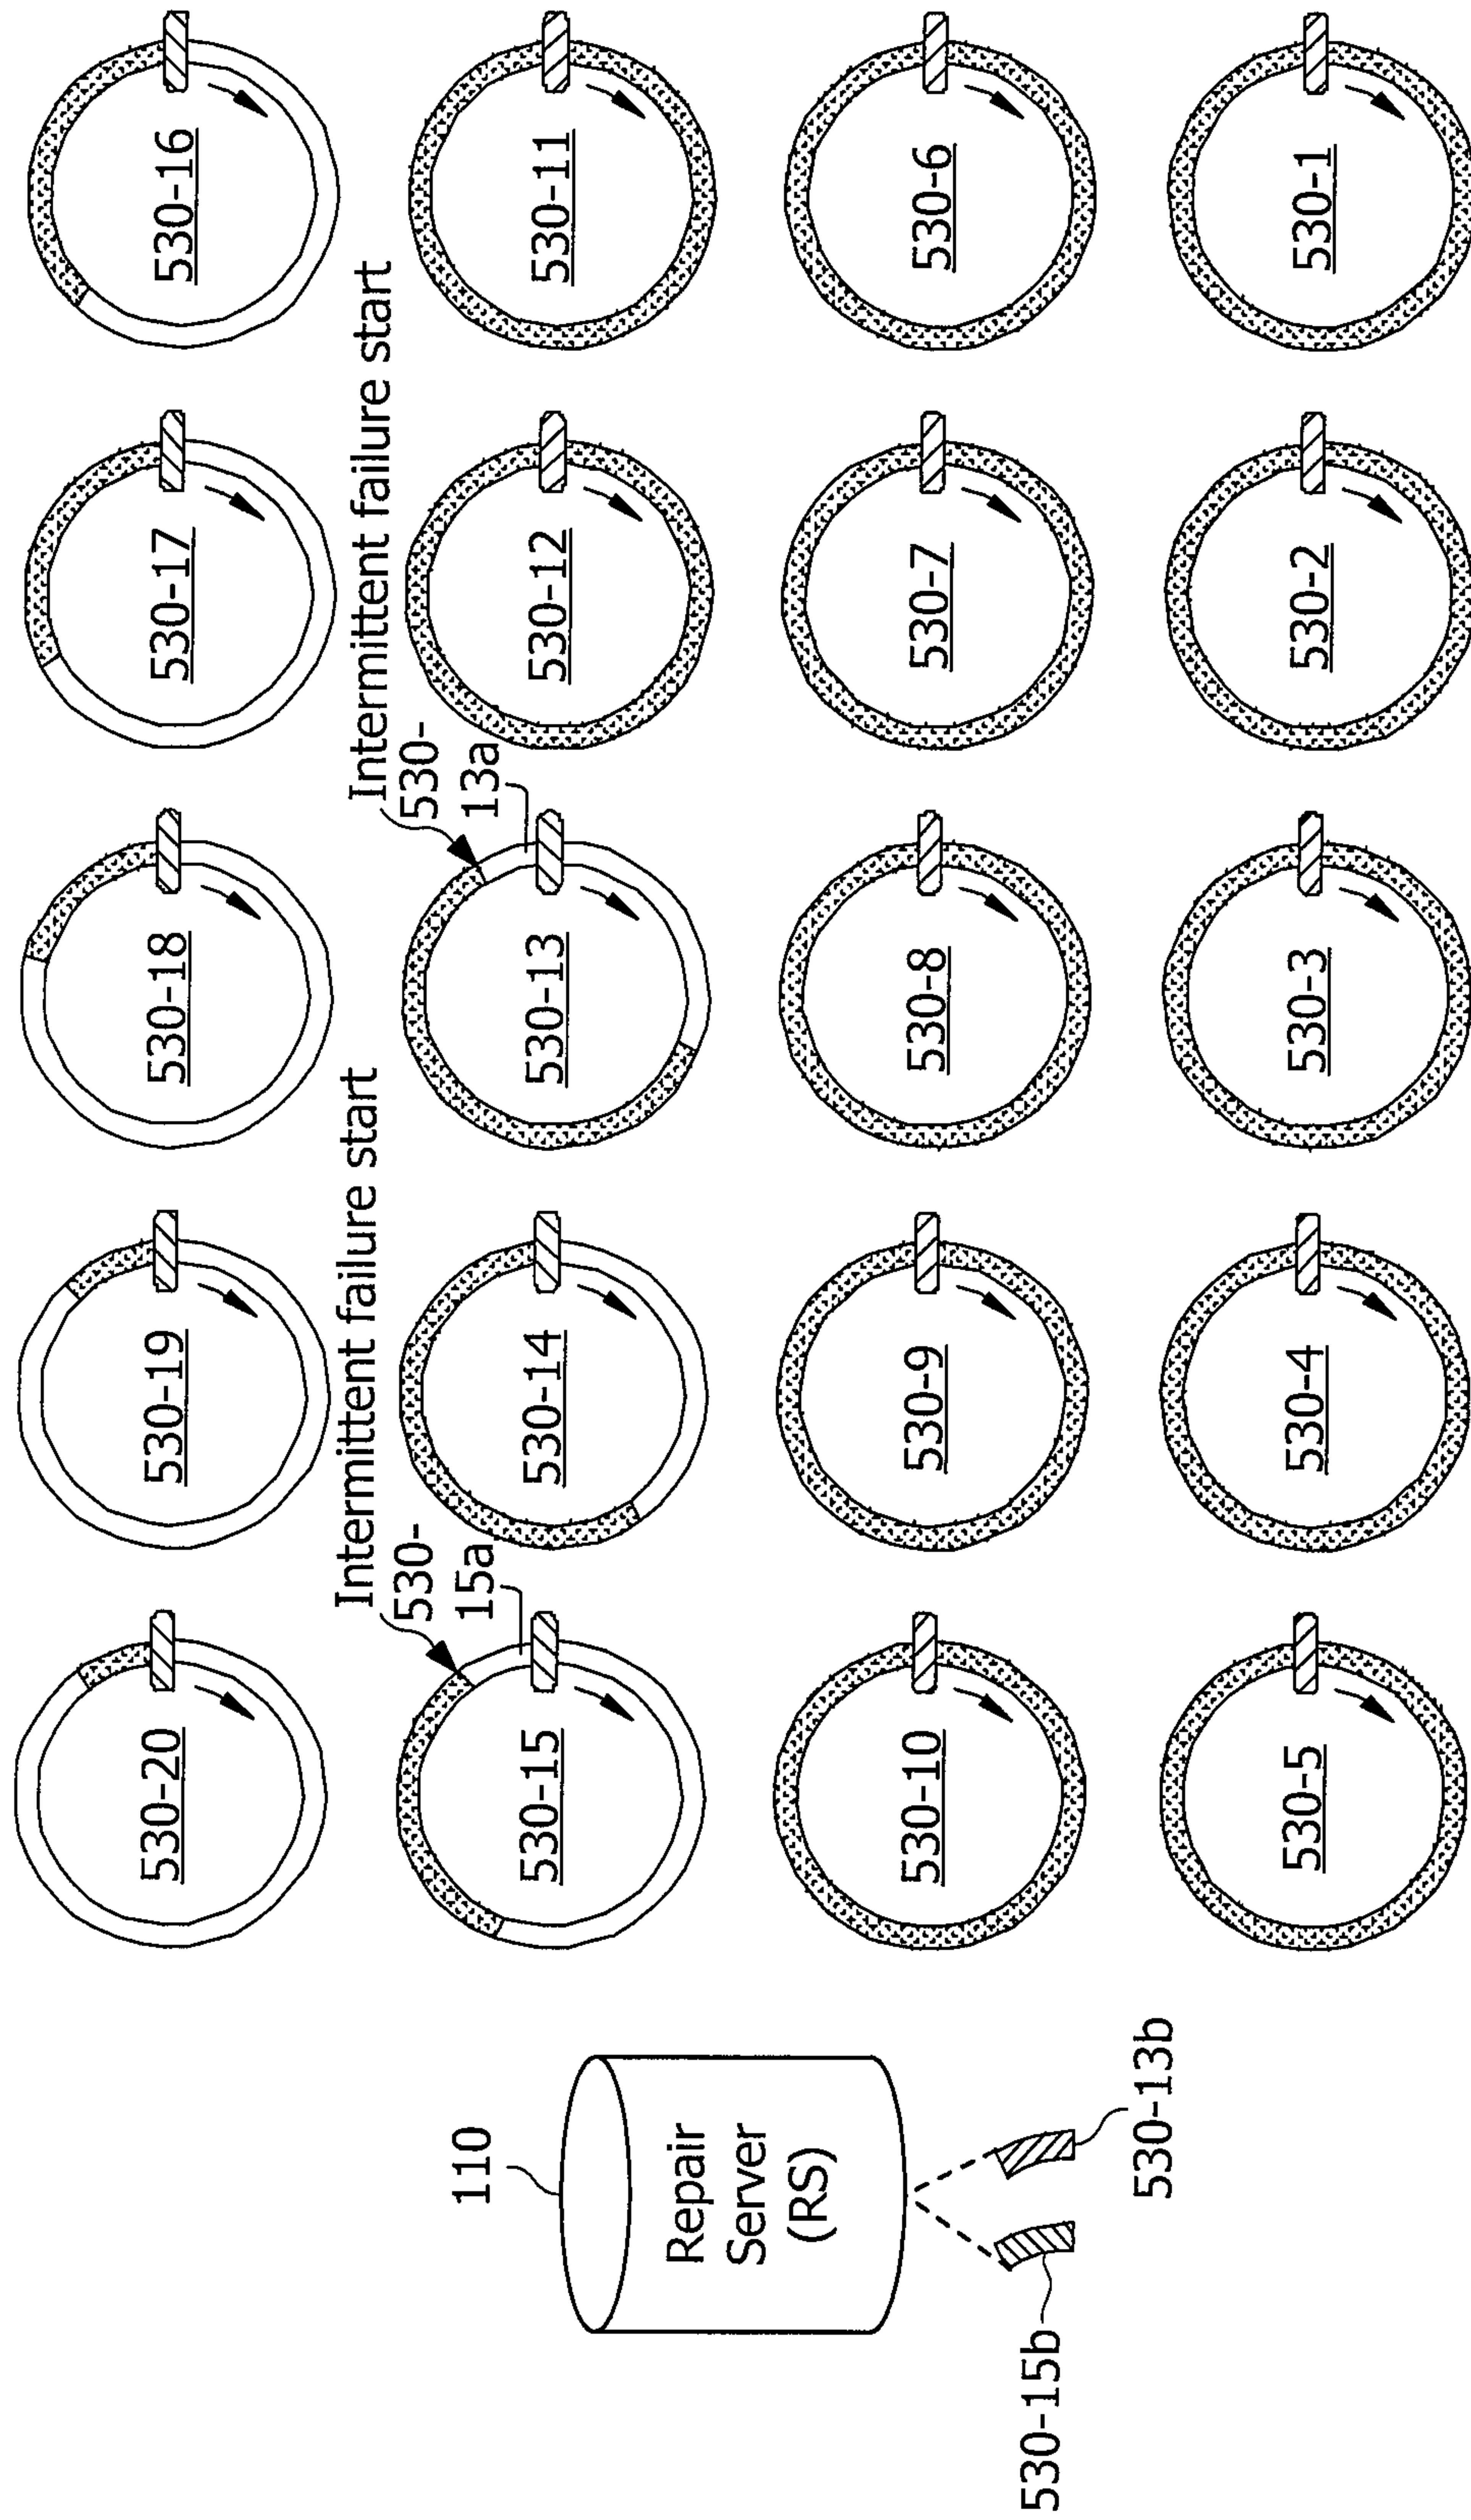 530-20
530-19
530-18
530-17
530-16
Intermittent failure start
Intermittent failure start
530-
15a
530-
13a
110
530-15
530-14
530-13
530-12
530-11
Repair
Server
(RS)
530-10
530-9
530-8
530-7
530-6
530-15b
530-13b
530-5
530-4
530-3
530-2
530-1